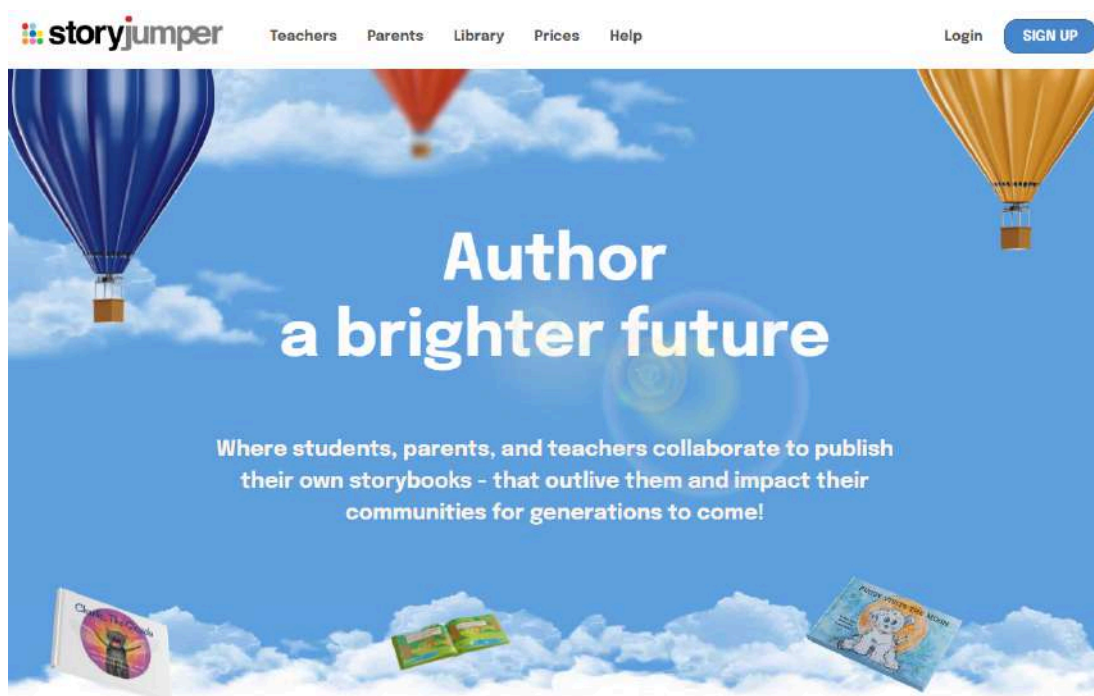 storyjumper
Teachers
Parents
Library
Prices
Help
Login
SIGN UP
Author
a brighter future
Where students, parents, and teachers collaborate to publish
their own storybooks - that outlive them and impact their
communities for generations to come!